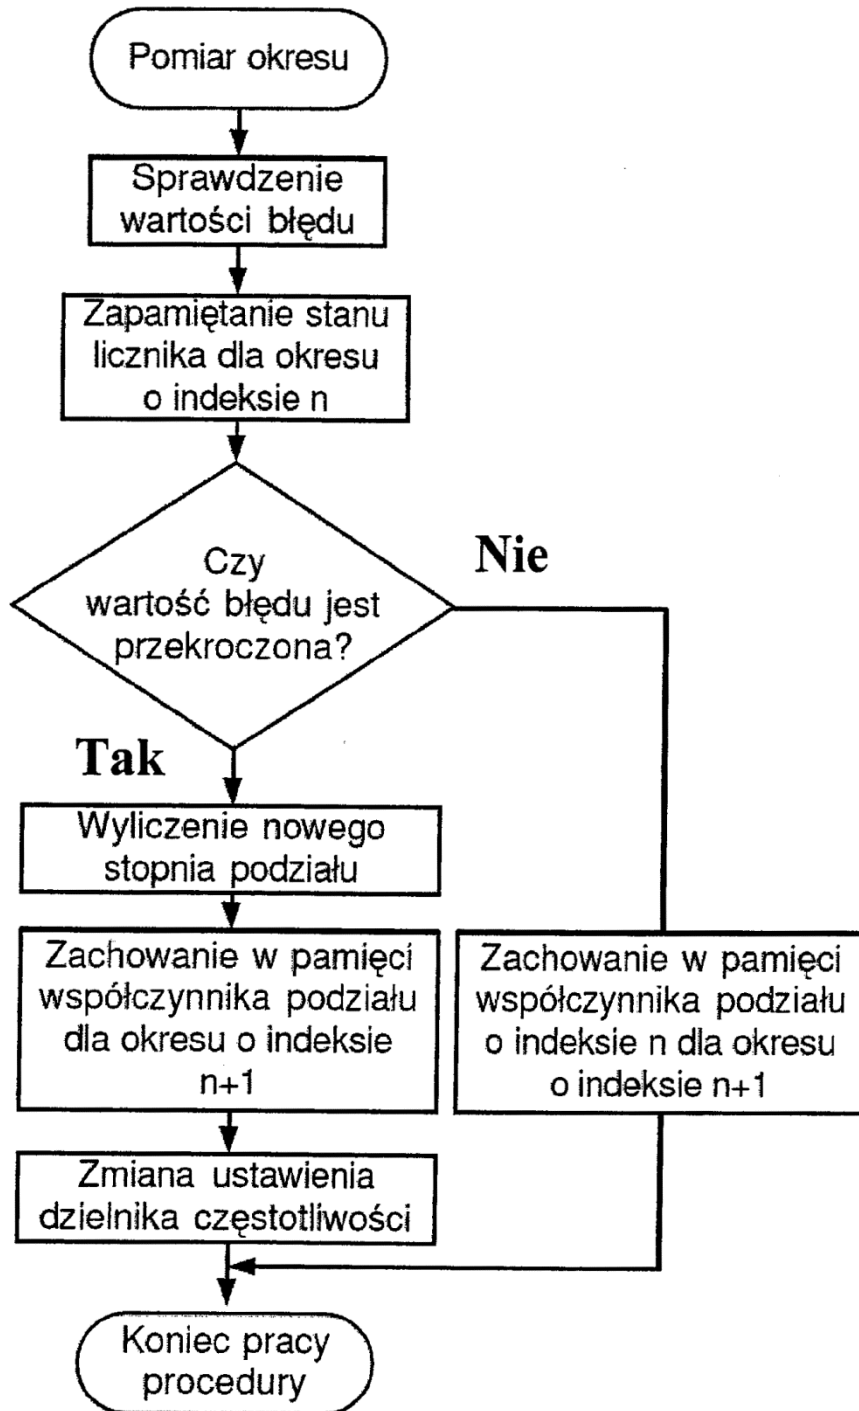 Pomiar okresu
Sprawdzenie
wartości błędu
Zapamiętanie stanu
licznika dla okresu
o indeksie n
Czy
wartość błędu jest
przekroczona?
Nie
Tak
Wyliczenie nowego
stopnia podziału
Zachowanie w pamięci
współczynnika podziału
dla okresu o indeksie
n+1
Zachowanie w pamięci
współczynnika podziału
o indeksie n dla okresu
o indeksie n+1
Zmiana ustawienia
dzielnika częstotliwości
Koniec pracy
procedury